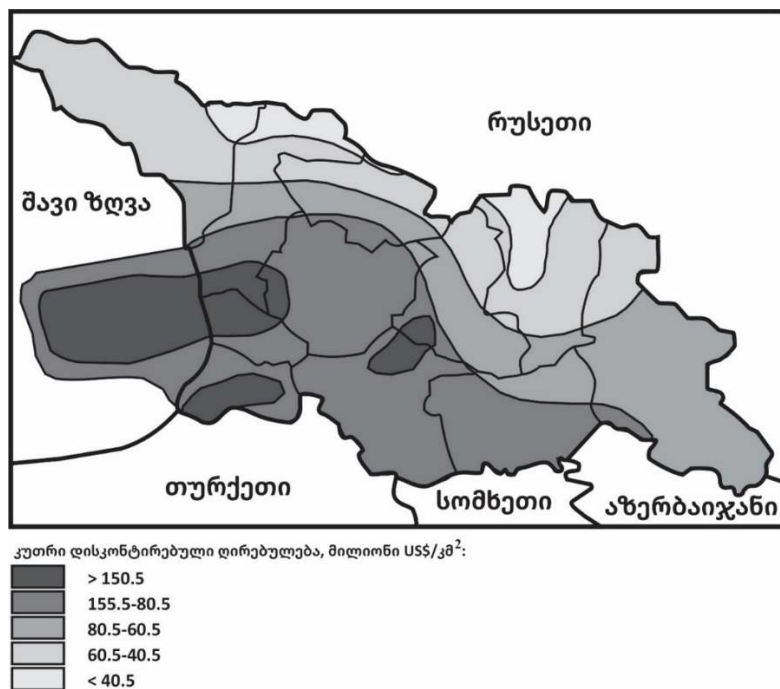 რუსეთი
შავი ზღვა
თურქეთი
სომხეთი
აზერბაიჯანი
კუთრი დისკონტირებული ღირებულება, მილიონი US$/კმ²:
> 150.5
155.5-80.5
80.5-60.5
60.5-40.5
< 40.5